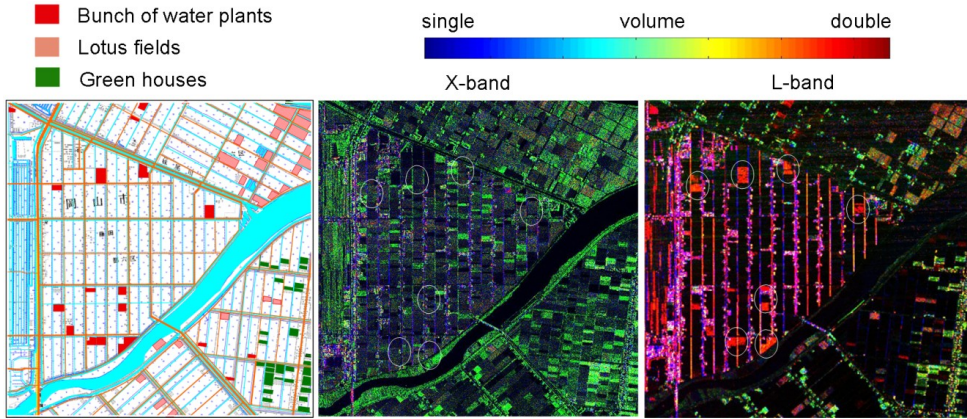 Bunch of water plants
Lotus fields
Green houses
single volume double
X-band L-band
岡山市